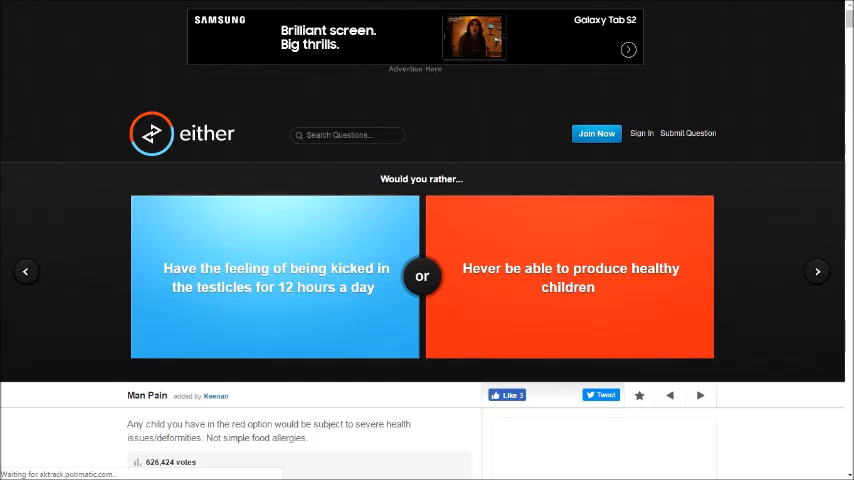 SAMSUNG
Brilliant screen.
Big thrills.
Galaxy Tab S2
Advertise Here
either
Search Questions...
Join Now
Sign In
Submit Question
Would you rather...
Have the feeling of being kicked in
the testicles for 12 hours a day
or
Hever be able to produce healthy
children
Man Pain added by Keenan
Like 3
Tweet
Any child you have in the red option would be subject to severe health
issues/deformities. Not simple food allergies.
626,424 votes
Waiting for aktrack.pubmatic.com...